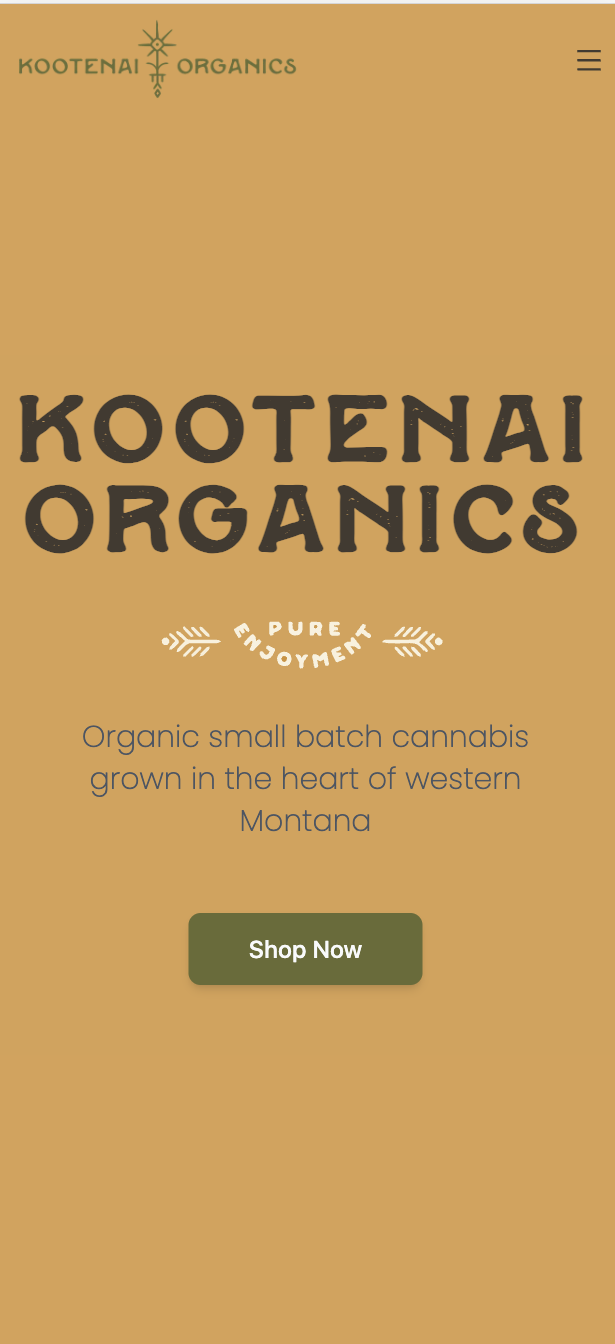 KOOTENAI ORGANICS
KOOTENAI
ORGANICS
PURE
ENJOYMENT
Organic small batch cannabis
grown in the heart of western
Montana
Shop Now